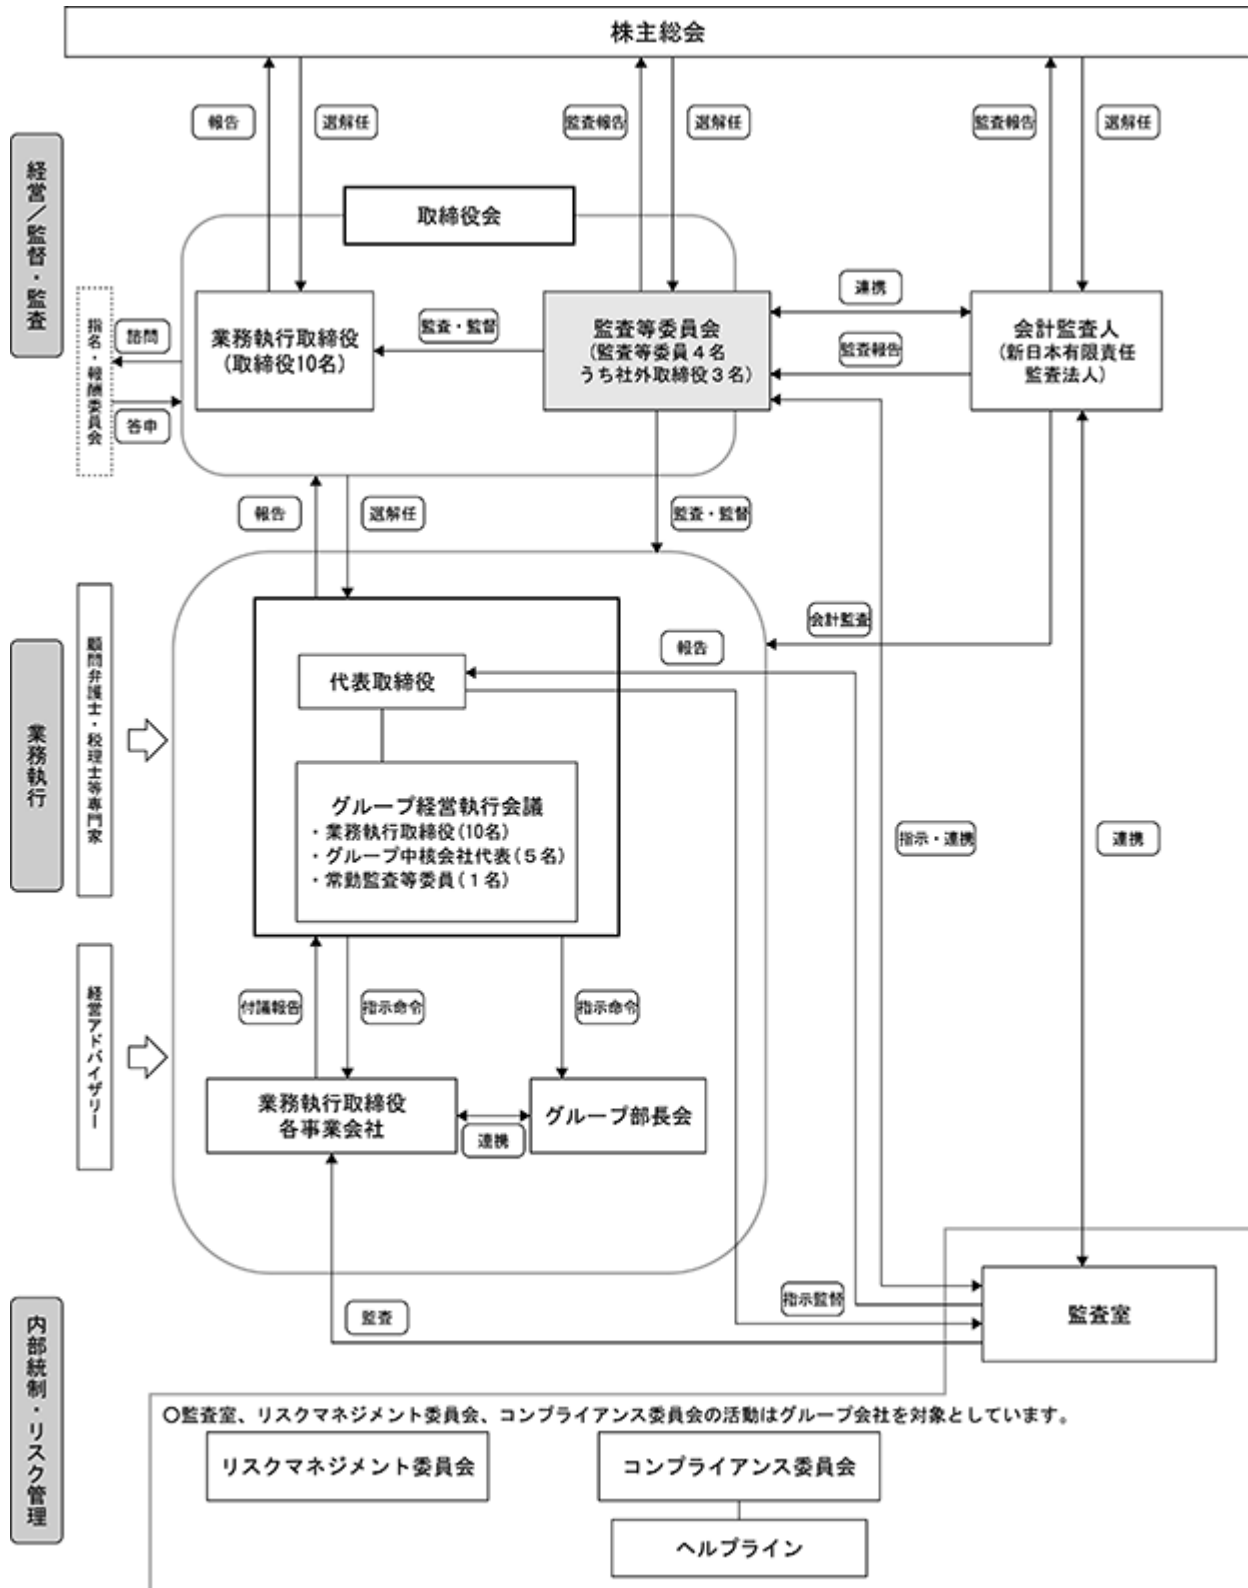 株主総会
報告
選解任
監査報告
選解任
監査報告
選解任
経営／監督・監査
取締役会
指名・報酬委員会
諮問
答申
業務執行取締役
(取締役10名)
監査・監督
監査等委員会
(監査等委員４名
うち社外取締役３名)
連携
監査報告
会計監査人
(新日本有限責任
監査法人)
報告
選解任
監査・監督
業務執行
顧問弁護士・税理士等専門家
会計監査
報告
代表取締役
グループ経営執行会議
・業務執行取締役(10名)
・グループ中核会社代表(５名)
・常勤監査等委員(１名)
指示・連携
連携
経営アドバイザリー
付議報告
指示命令
指示命令
業務執行取締役
各事業会社
連携
グループ部長会
内部統制・リスク管理
監査
指示監督
監査室
〇監査室、リスクマネジメント委員会、コンプライアンス委員会の活動はグループ会社を対象としています。
リスクマネジメント委員会
コンプライアンス委員会
ヘルプライン